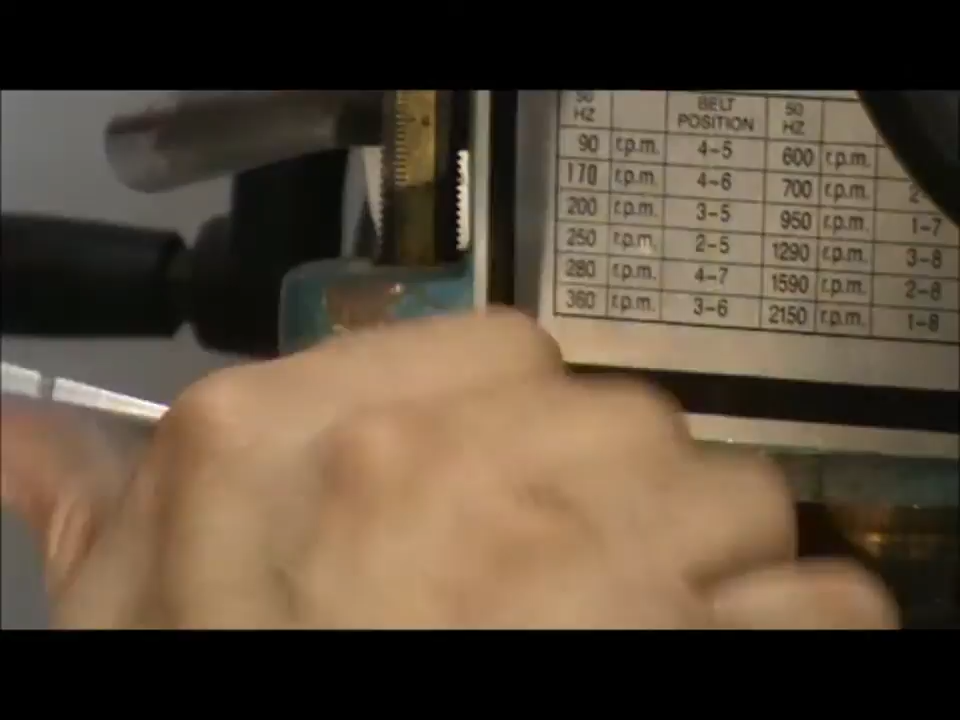 50 HZ BELT POSITION 50 HZ
90 r.p.m. 4-5 600 r.p.m.
170 r.p.m. 4-6 700 r.p.m. 2-
200 r.p.m. 3-5 950 r.p.m. 1-7
250 r.p.m. 2-5 1290 r.p.m. 3-8
280 r.p.m. 4-7 1590 r.p.m. 2-8
360 r.p.m. 3-6 2150 r.p.m. 1-8